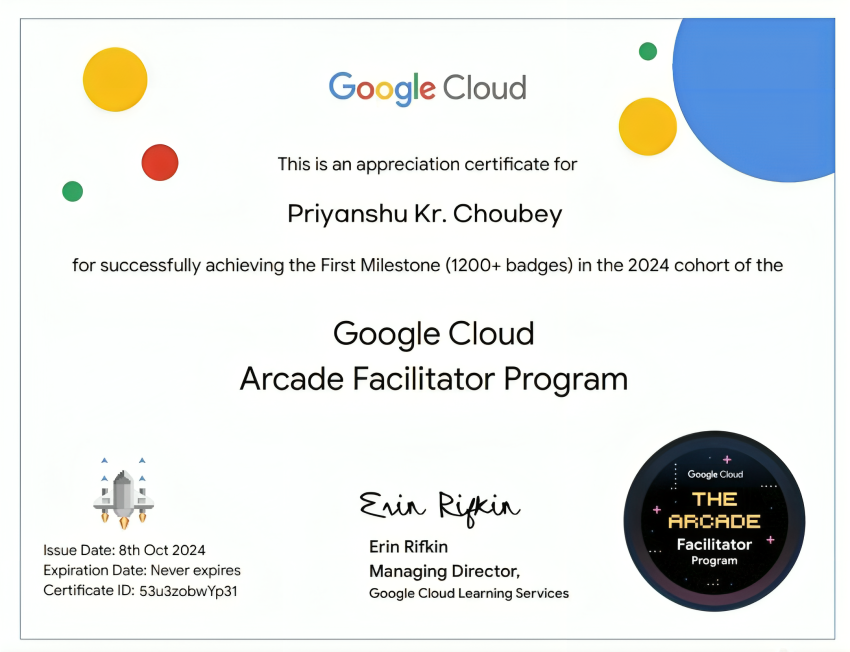 Google Cloud
This is an appreciation certificate for
Priyanshu Kr. Choubey
for successfully achieving the First Milestone (1200+ badges) in the 2024 cohort of the
Google Cloud
Arcade Facilitator Program
Issue Date: 8th Oct 2024
Expiration Date: Never expires
Certificate ID: 53u3zobwYp31
Erin Rifkin
Erin Rifkin
Managing Director,
Google Cloud Learning Services
Google Cloud
THE
ARCADE
Facilitator
Program